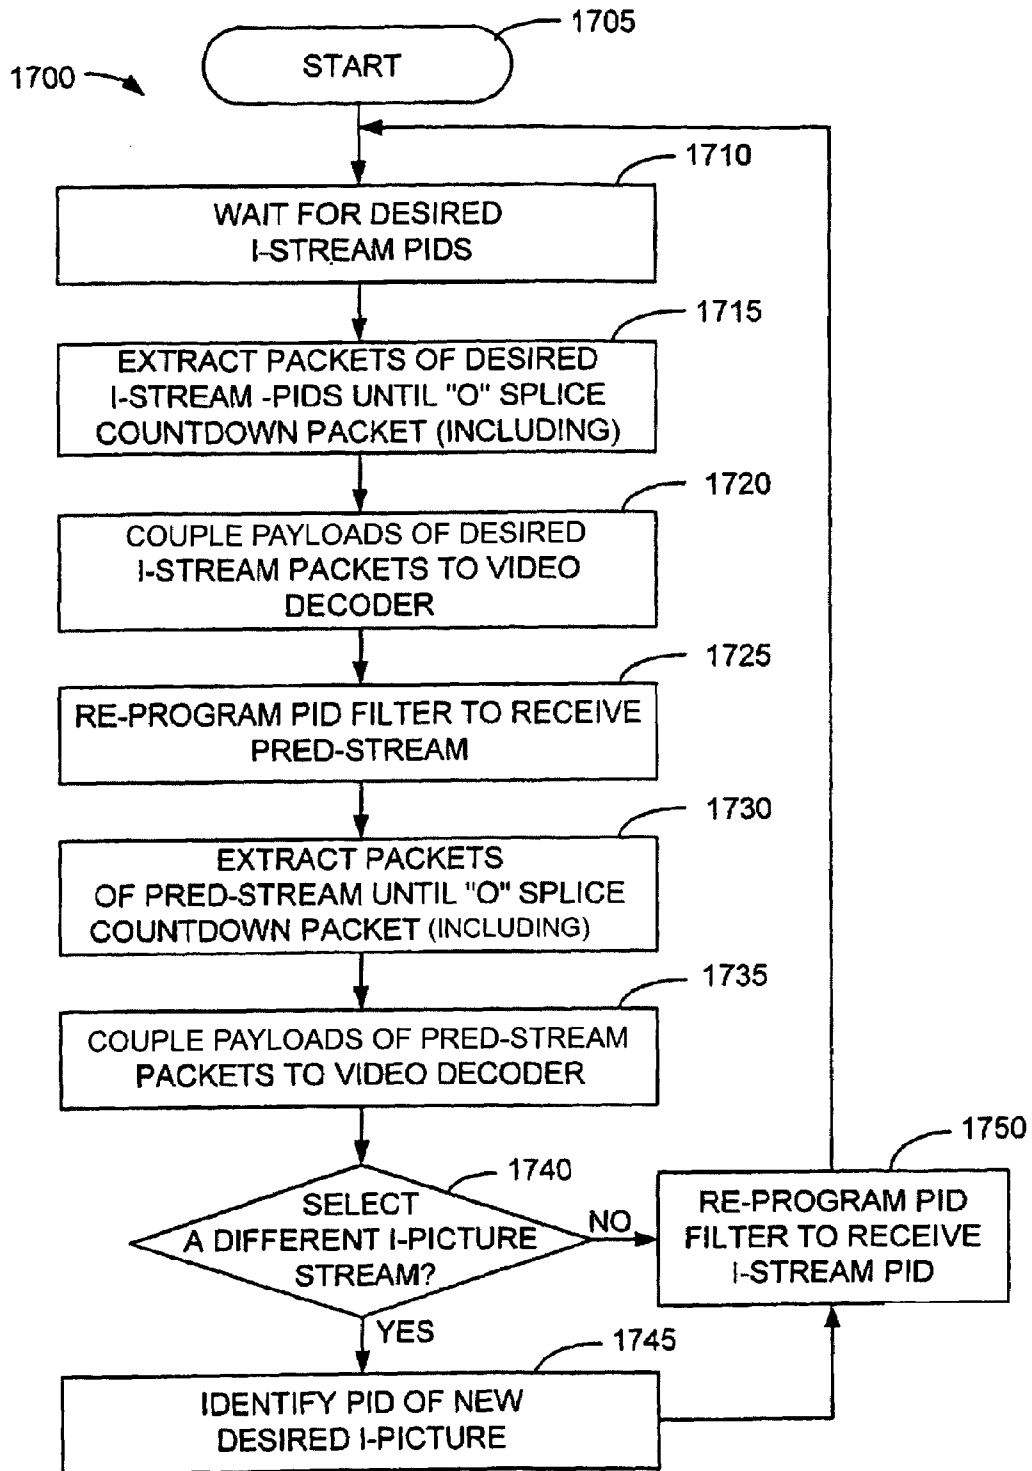 1705
START
1700
1710
WAIT FOR DESIRED
I-STREAM PIDS
1715
EXTRACT PACKETS OF DESIRED
I-STREAM -PIDS UNTIL "O" SPLICE
COUNTDOWN PACKET (INCLUDING)
1720
COUPLE PAYLOADS OF DESIRED
I-STREAM PACKETS TO VIDEO
DECODER
1725
RE-PROGRAM PID FILTER TO RECEIVE
PRED-STREAM
1730
EXTRACT PACKETS
OF PRED-STREAM UNTIL "O" SPLICE
COUNTDOWN PACKET (INCLUDING)
1735
COUPLE PAYLOADS OF PRED-STREAM
PACKETS TO VIDEO DECODER
1740
SELECT
A DIFFERENT I-PICTURE
STREAM?
NO
YES
1750
RE-PROGRAM PID
FILTER TO RECEIVE
I-STREAM PID
1745
IDENTIFY PID OF NEW
DESIRED I-PICTURE